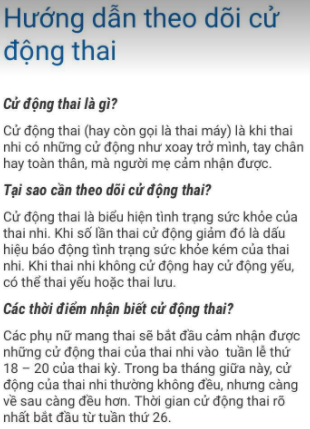 Hướng dẫn theo dõi cử
động thai
Cử động thai là gì?
Cử động thai (hay còn gọi là thai máy) là khi thai
nhi có những cử động như xoay trở mình, tay chân
hay toàn thân, mà người mẹ cảm nhận được.
Tại sao cần theo dõi cử động thai?
Cử động thai là biểu hiện tình trạng sức khỏe của
thai nhi. Khi số lần thai cử động giảm đó là dấu
hiệu báo động tình trạng sức khỏe kém của thai
nhi. Khi thai nhi không cử động hay cử động yếu,
có thể thai yếu hoặc thai lưu.
Các thời điểm nhận biết cử động thai?
Các phụ nữ mang thai sẽ bắt đầu cảm nhận được
những cử động thai của thai nhi vào tuần lễ thứ
18 – 20 của thai kỳ. Trong ba tháng giữa này, cử
động của thai nhi thường không đều, nhưng càng
về sau càng đều hơn. Thời gian cử động thai rõ
nhất bắt đầu từ tuần thứ 26.